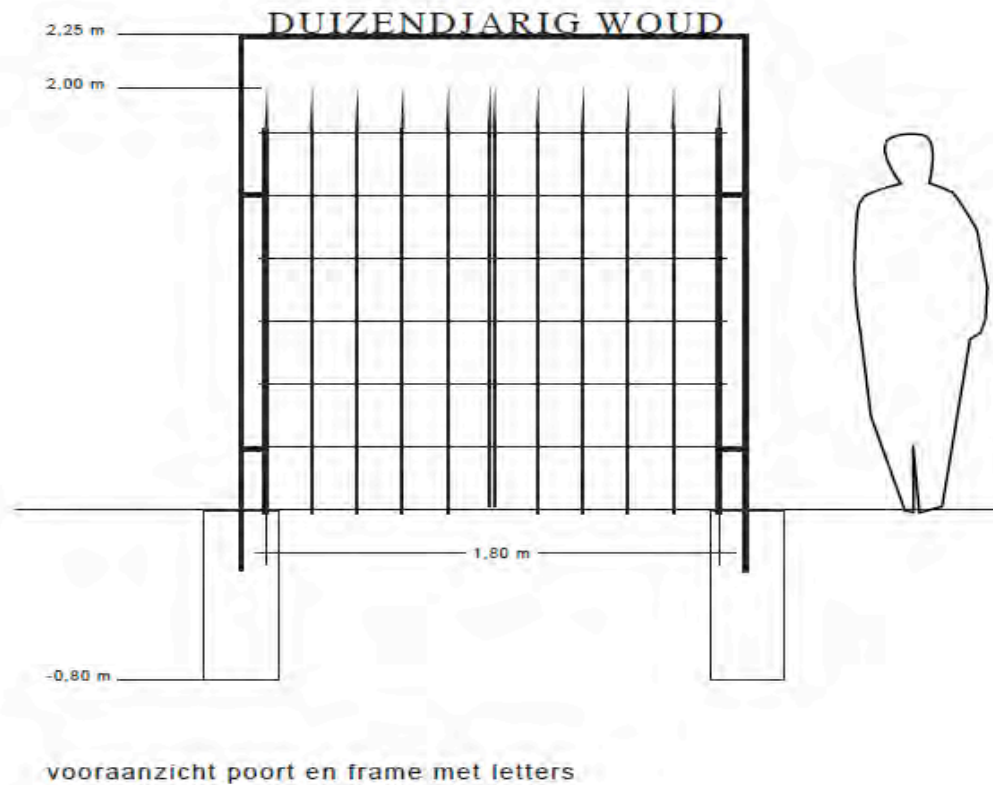 DUIZENDJARIG WOUD
2,25 m
2,00 m
1,80 m
-0,80 m
vooraanzicht poort en frame met letters